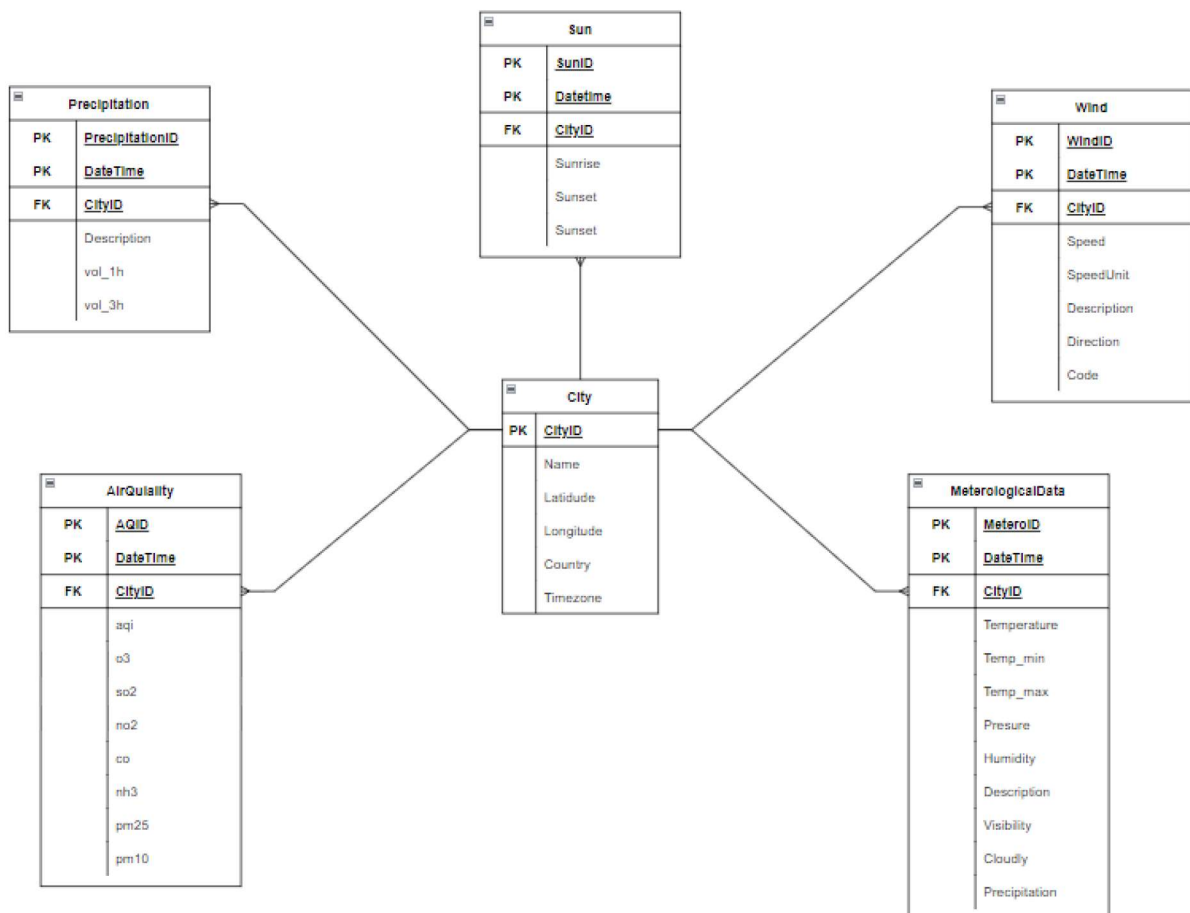 Sun
PK SunID
PK Datetime
FK CityID
Sunrise
Sunset
Sunset
Precipitation
PK PrecipitationID
PK DateTime
FK CityID
Description
vol_1h
vol_3h
Wind
PK WindID
PK DateTime
FK CityID
Speed
SpeedUnit
Description
Direction
Code
City
PK CityID
Name
Latidude
Longitude
Country
Timezone
AirQuiality
PK AQID
PK DateTime
FK CityID
aqi
o3
so2
no2
co
nh3
pm25
pm10
MeterologicalData
PK MeteroID
PK DateTime
FK CityID
Temperature
Temp_min
Temp_max
Presure
Humidity
Description
Visibility
Cloudly
Precipitation